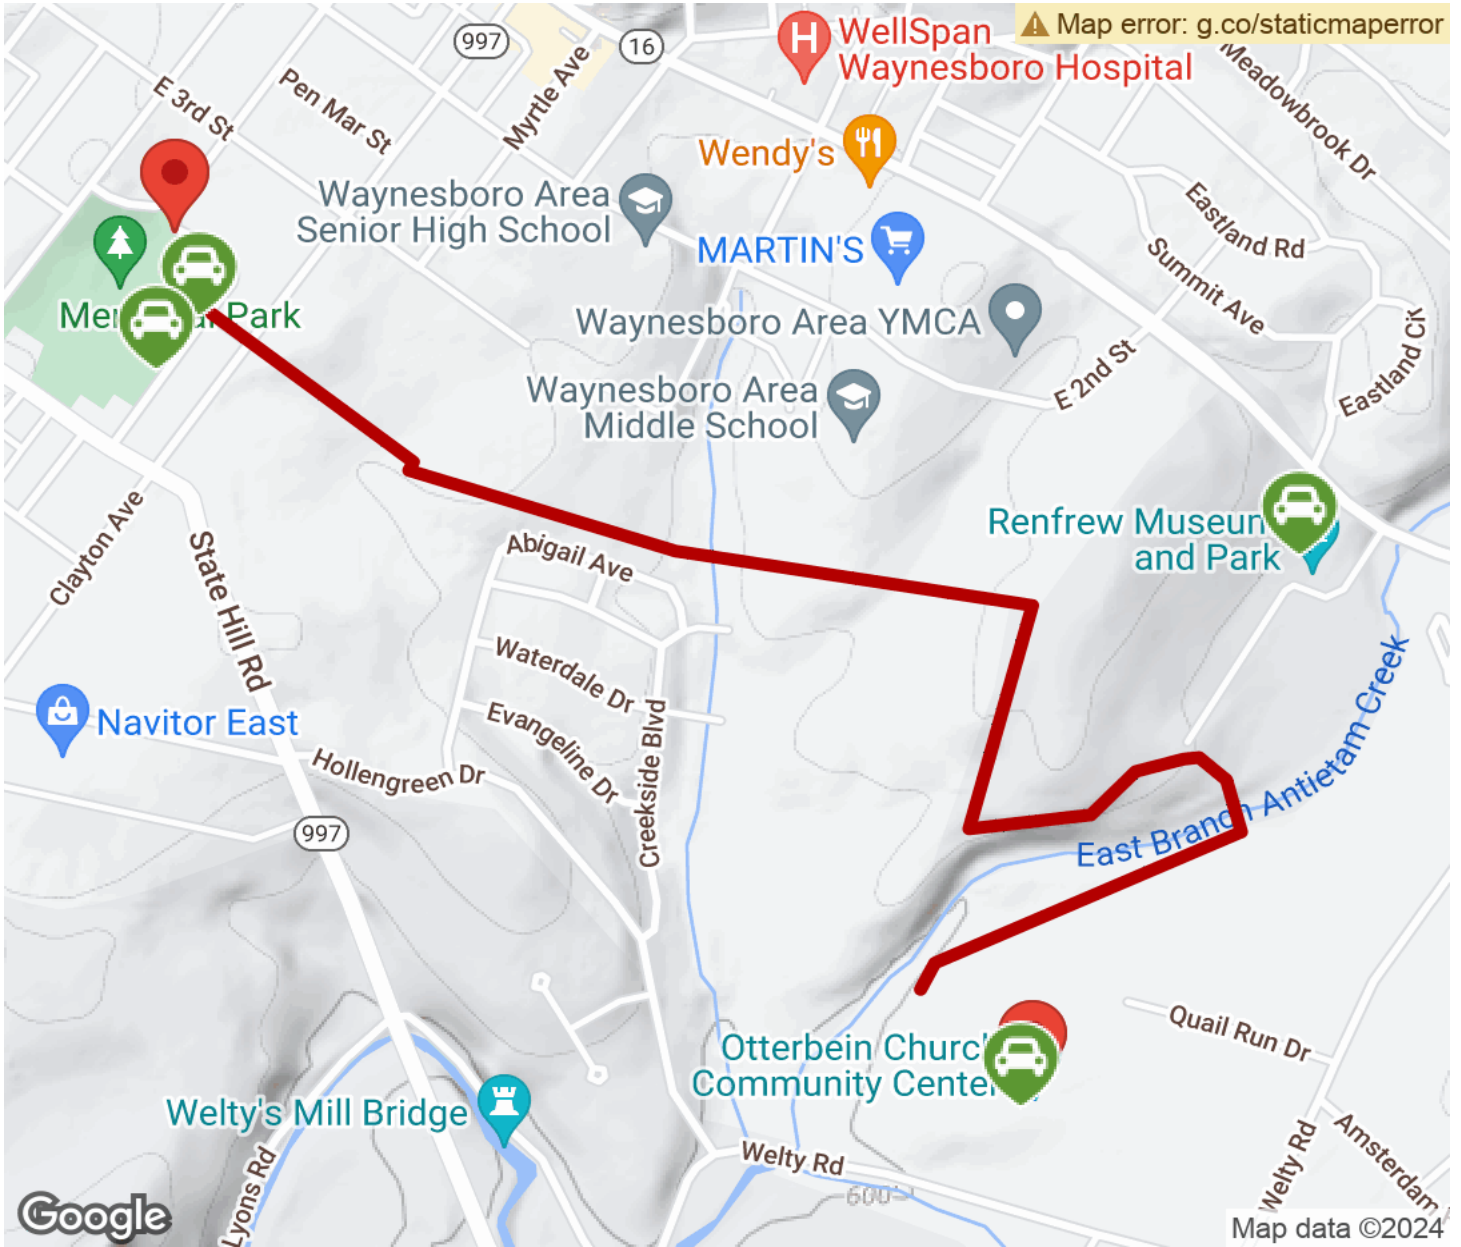 Map error: g.co/staticmaperror
997
16
WellSpan
Waynesboro Hospital
Meadowbrook Dr
E 3rd St
Pen Mar St
Myrtle Ave
Wendy's
Waynesboro Area
Senior High School
Eastland Rd
MARTIN'S
Summit Ave
Park
Waynesboro Area YMCA
E 2nd St
Eastland Cir
Waynesboro Area
Middle School
Clayton Ave
State Hill Rd
Renfrew Museum
and Park
Abigail Ave
Waterdale Dr
Navitor East
Evangeline Dr
Creekside Blvd
Hollengreen Dr
997
East Branch Antietam Creek
Quail Run Dr
Otterbein Church
Community Center
Welty's Mill Bridge
Lyons Rd
Welty Rd
Welty Rd
Amsterdam
600
Google
Map data ©2024